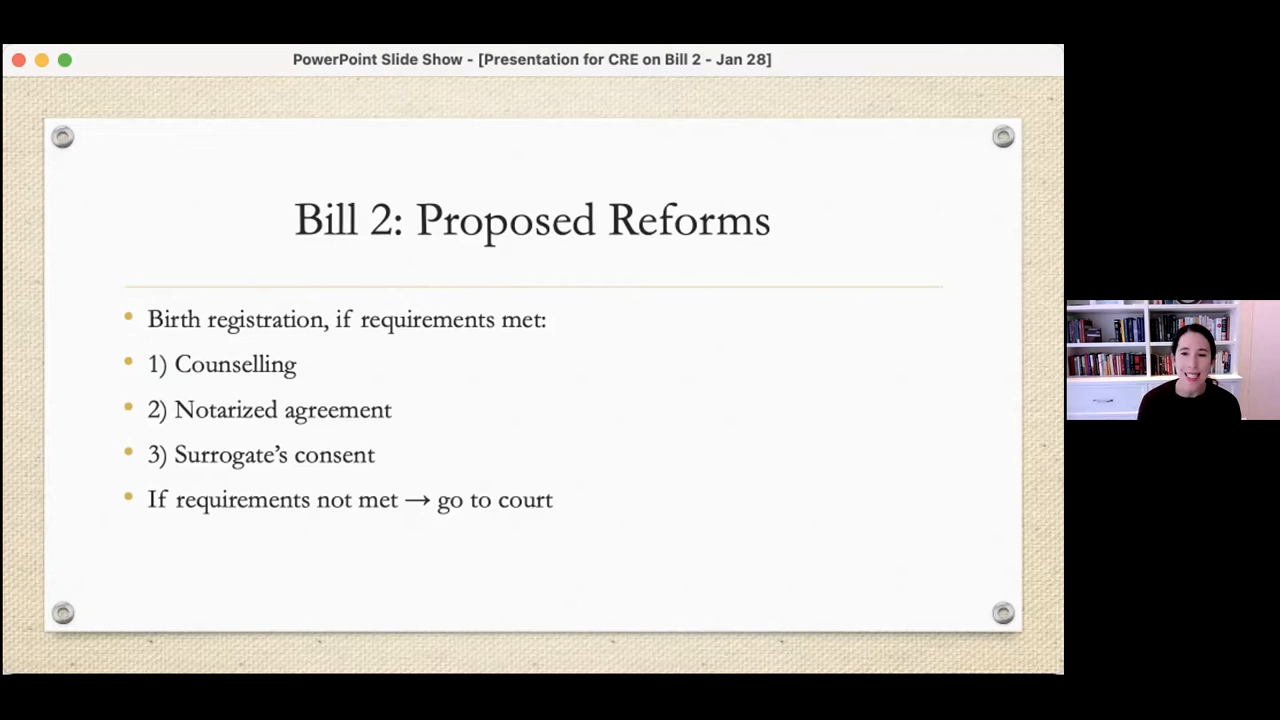 PowerPoint Slide Show - [Presentation for CRE on Bill 2 - Jan 28]
Bill 2: Proposed Reforms
• Birth registration, if requirements met:
• 1) Counselling
• 2) Notarized agreement
• 3) Surrogate’s consent
• If requirements not met → go to court